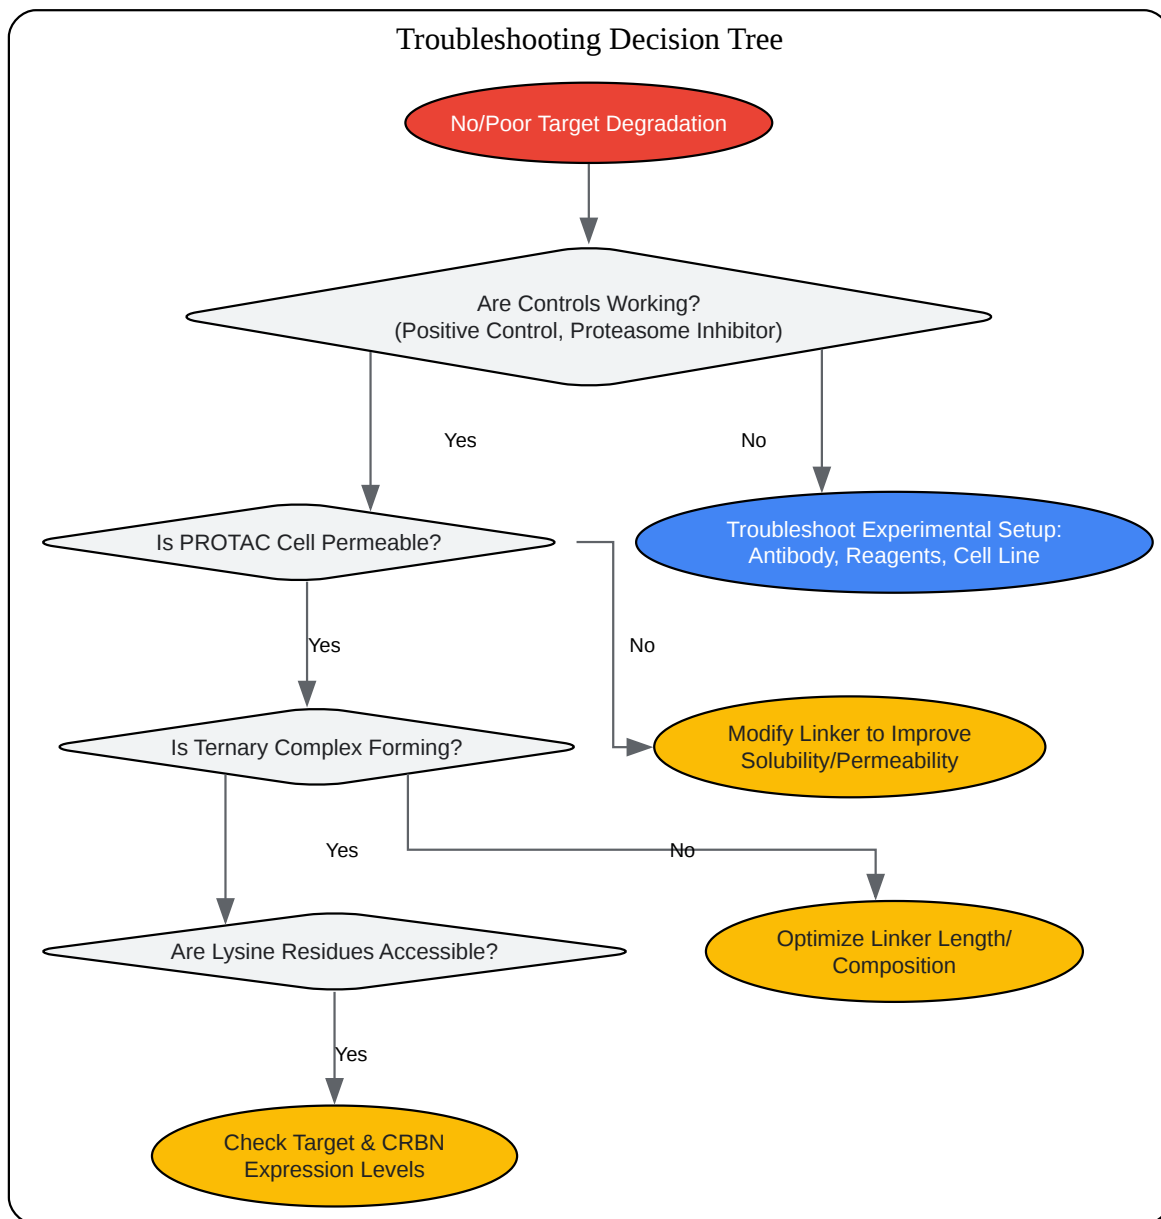 Troubleshooting Decision Tree
No/Poor Target Degradation
Are Controls Working?
(Positive Control, Proteasome Inhibitor)
Yes
No
Is PROTAC Cell Permeable?
Troubleshoot Experimental Setup:
Antibody, Reagents, Cell Line
Yes
No
Is Ternary Complex Forming?
Modify Linker to Improve
Solubility/Permeability
Yes
No
Are Lysine Residues Accessible?
Optimize Linker Length/
Composition
Yes
Check Target & CRBN
Expression Levels